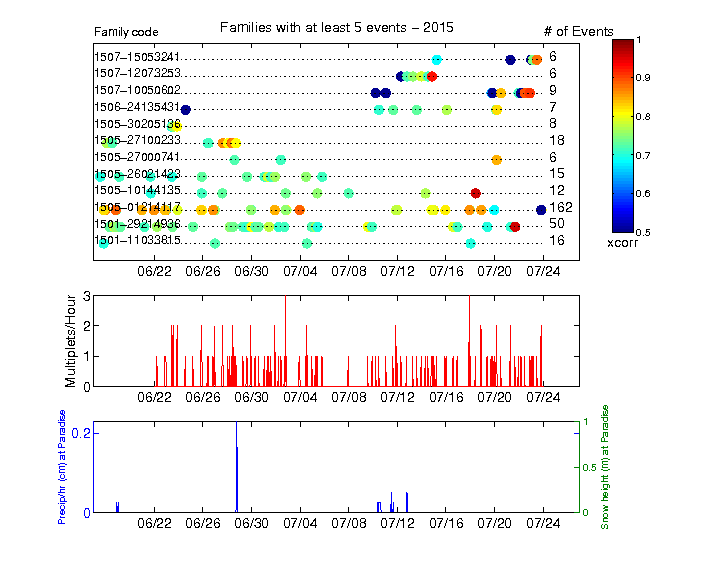 Families with at least 5 events − 2015
Family code
# of Events
1507−15053241 6
1507−12073253 6
1507−10050602 9
1506−24135431 7
1505−30205136 8
1505−27100233 18
1505−27000741 6
1505−26021423 15
1505−10144135 12
1505−01214117 162
1501−29214936 50
1501−11033815 16
06/22 06/26 06/30 07/04 07/08 07/12 07/16 07/20 07/24
1
0.9
0.8
0.7
0.6
0.5
xcorr
Multiplets/Hour
3
2
1
0
06/22 06/26 06/30 07/04 07/08 07/12 07/16 07/20 07/24
Precip/hr (cm) at Paradise
0.2
0
1
0.5
0
Snow height (m) at Paradise
06/22 06/26 06/30 07/04 07/08 07/12 07/16 07/20 07/24